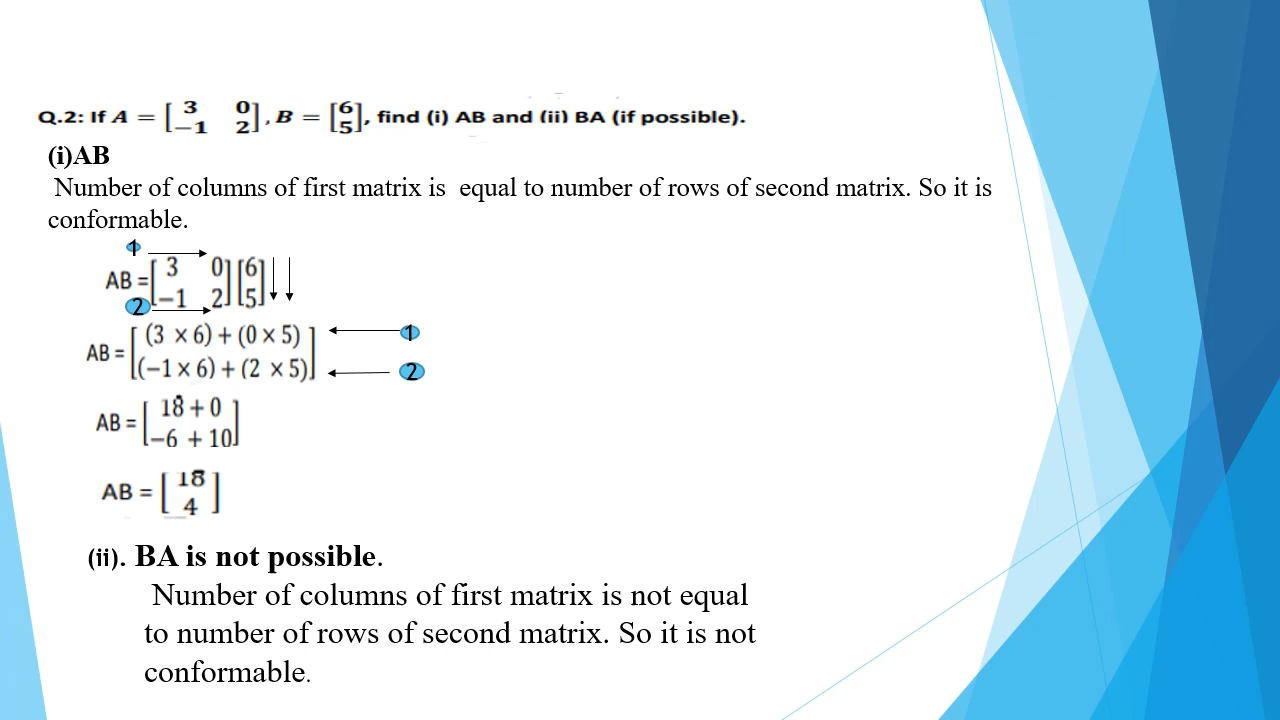 Q.2: If A = [3 0 −1 2], B = [6 5], find (i) AB and (ii) BA (if possible).
(i)AB
Number of columns of first matrix is equal to number of rows of second matrix. So it is
conformable.
1
AB =[3 0 −1 2][6 5]
2
AB = [(3 × 6) + (0 × 5) (−1 × 6) + (2 × 5)]
1
2
AB = [18 + 0 −6 + 10]
AB = [18 4]
(ii). BA is not possible.
Number of columns of first matrix is not equal
to number of rows of second matrix. So it is not
conformable.